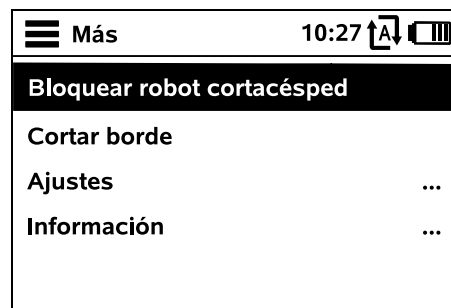 Más 10:27 A
Bloquear robot cortacésped
Cortar borde
Ajustes ...
Información ...